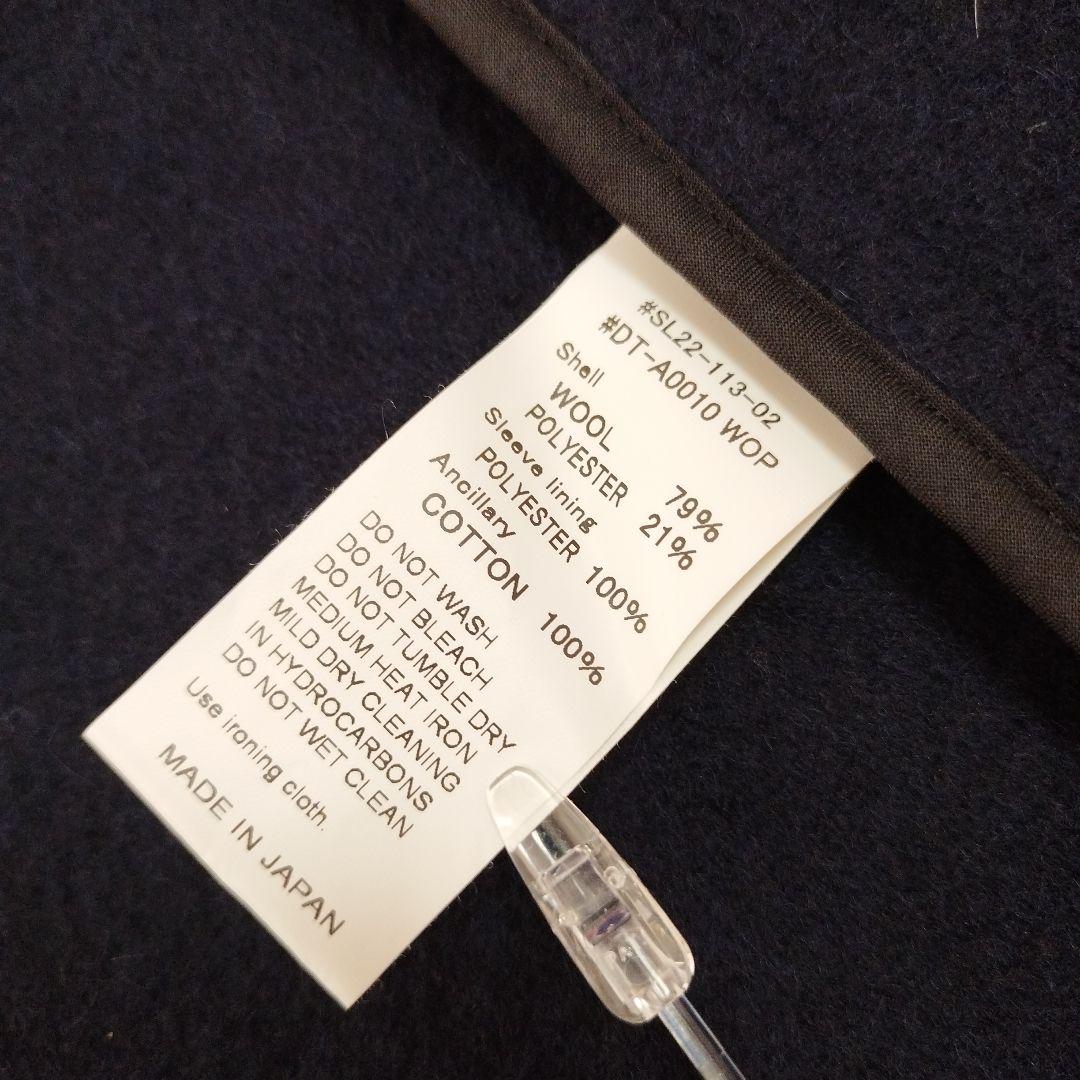 #SL22-113-02
#DT-A0010 WOP
Shell
WOOL 79%
POLYESTER 21%
Sleeve lining
POLYESTER 100%
Ancillary
COTTON 100%
DO NOT WASH
DO NOT BLEACH
DO NOT TUMBLE DRY
MEDIUM HEAT IRON
MILD DRY CLEANING
IN HYDROCARBONS
DO NOT WET CLEAN
Use ironing cloth.
MADE IN JAPAN